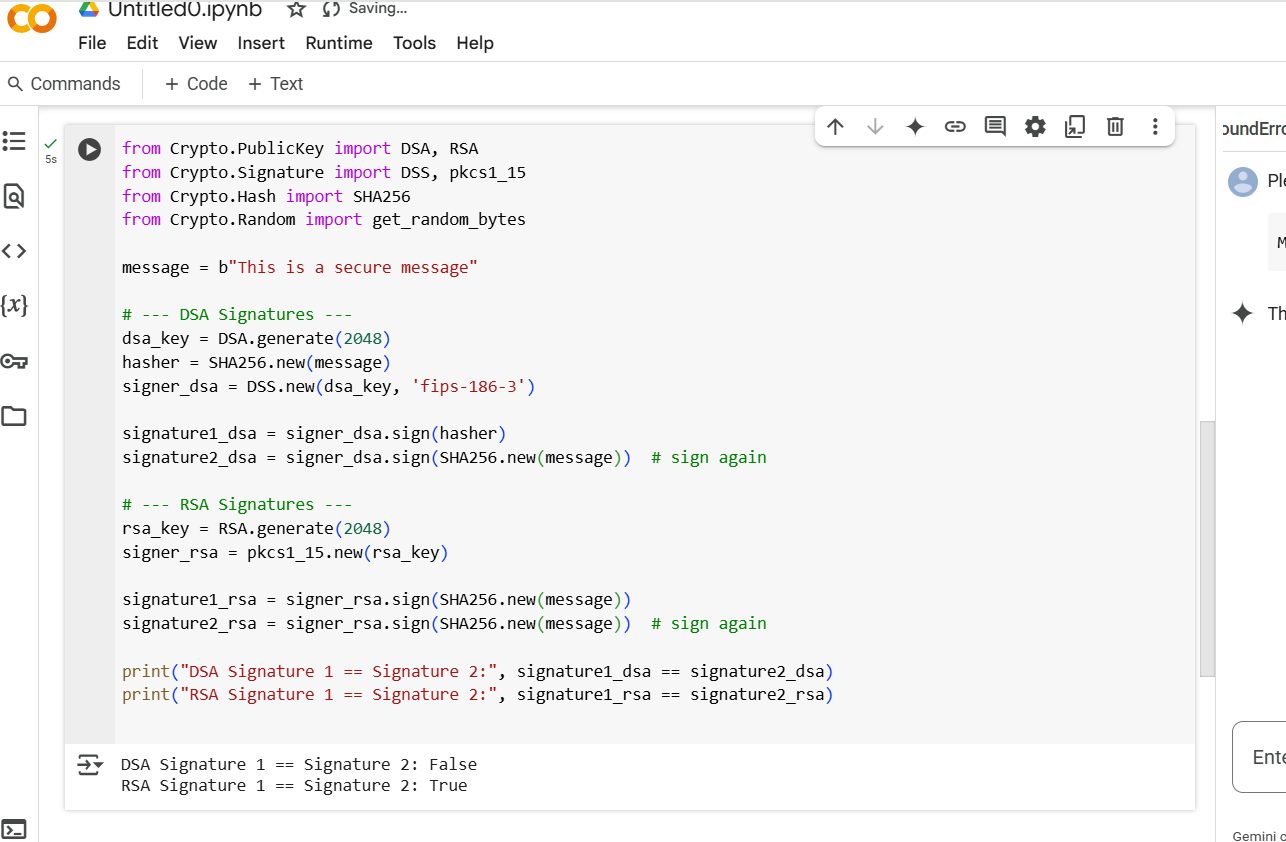 Untitled0.ipynb Saving...
File Edit View Insert Runtime Tools Help
Commands + Code + Text
5s
from Crypto.PublicKey import DSA, RSA
from Crypto.Signature import DSS, pkcs1_15
from Crypto.Hash import SHA256
from Crypto.Random import get_random_bytes
message = b"This is a secure message"
# --- DSA Signatures ---
dsa_key = DSA.generate(2048)
hasher = SHA256.new(message)
signer_dsa = DSS.new(dsa_key, 'fips-186-3')
signature1_dsa = signer_dsa.sign(hasher)
signature2_dsa = signer_dsa.sign(SHA256.new(message))  # sign again
# --- RSA Signatures ---
rsa_key = RSA.generate(2048)
signer_rsa = pkcs1_15.new(rsa_key)
signature1_rsa = signer_rsa.sign(SHA256.new(message))
signature2_rsa = signer_rsa.sign(SHA256.new(message))  # sign again
print("DSA Signature 1 == Signature 2:", signature1_dsa == signature2_dsa)
print("RSA Signature 1 == Signature 2:", signature1_rsa == signature2_rsa)
DSA Signature 1 == Signature 2: False
RSA Signature 1 == Signature 2: True
{x}
Gemini